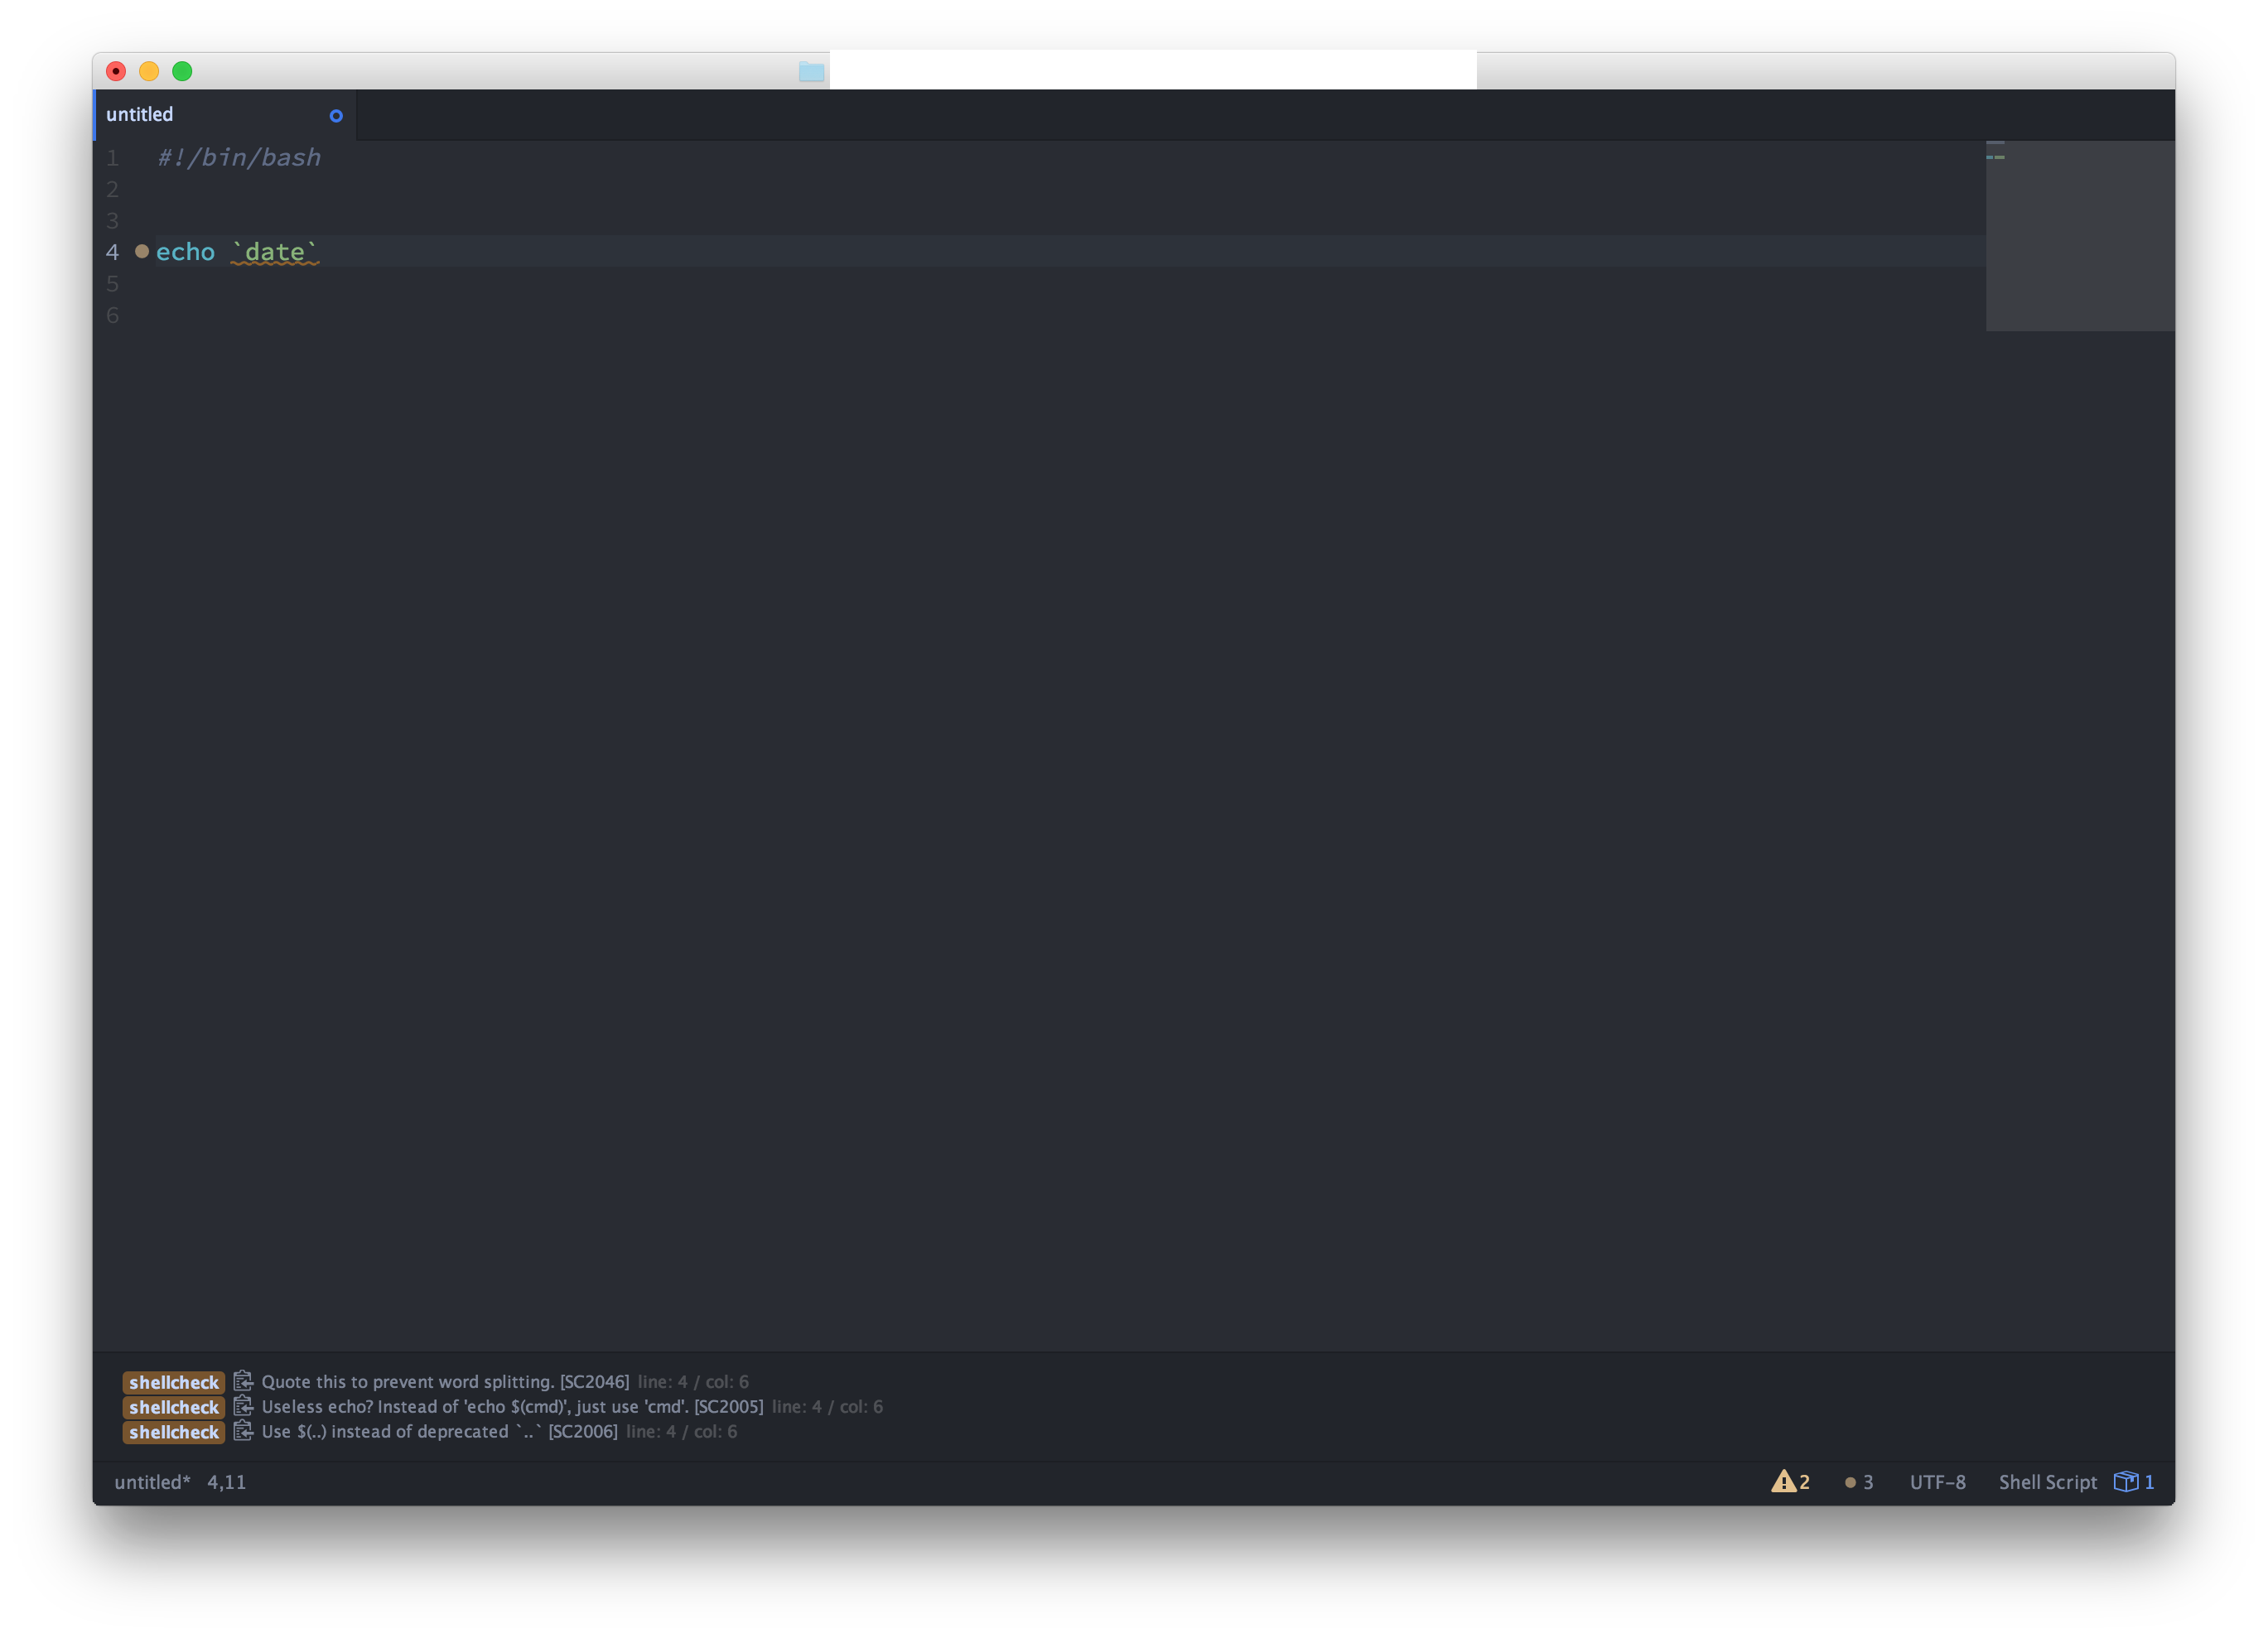 untitled
1 #!/bin/bash
2
3
4 echo `date`
5
6
shellcheck Quote this to prevent word splitting. [SC2046] line: 4 / col: 6
shellcheck Useless echo? Instead of 'echo $(cmd)', just use 'cmd'. [SC2005] line: 4 / col: 6
shellcheck Use $(..) instead of deprecated `..` [SC2006] line: 4 / col: 6
untitled* 4,11 2 3 UTF-8 Shell Script 1